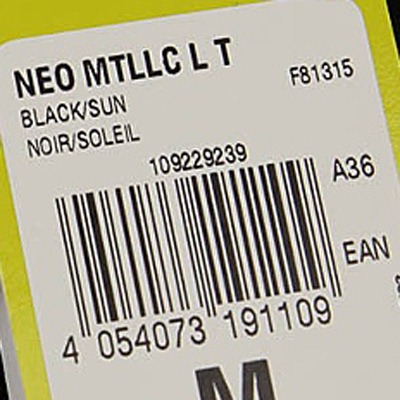 NEO MTLLC L T
F81315
BLACK/SUN
NOIR/SOLEIL
109229239
A36
EAN
4 054073 191109
M